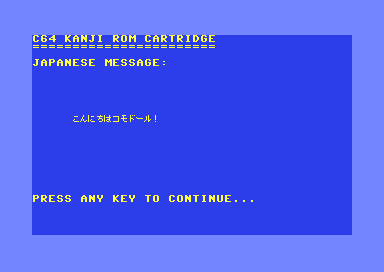 C64 KANJI ROM CARTRIDGE
=======================
JAPANESE MESSAGE:
こんにちはコモドール！
PRESS ANY KEY TO CONTINUE...